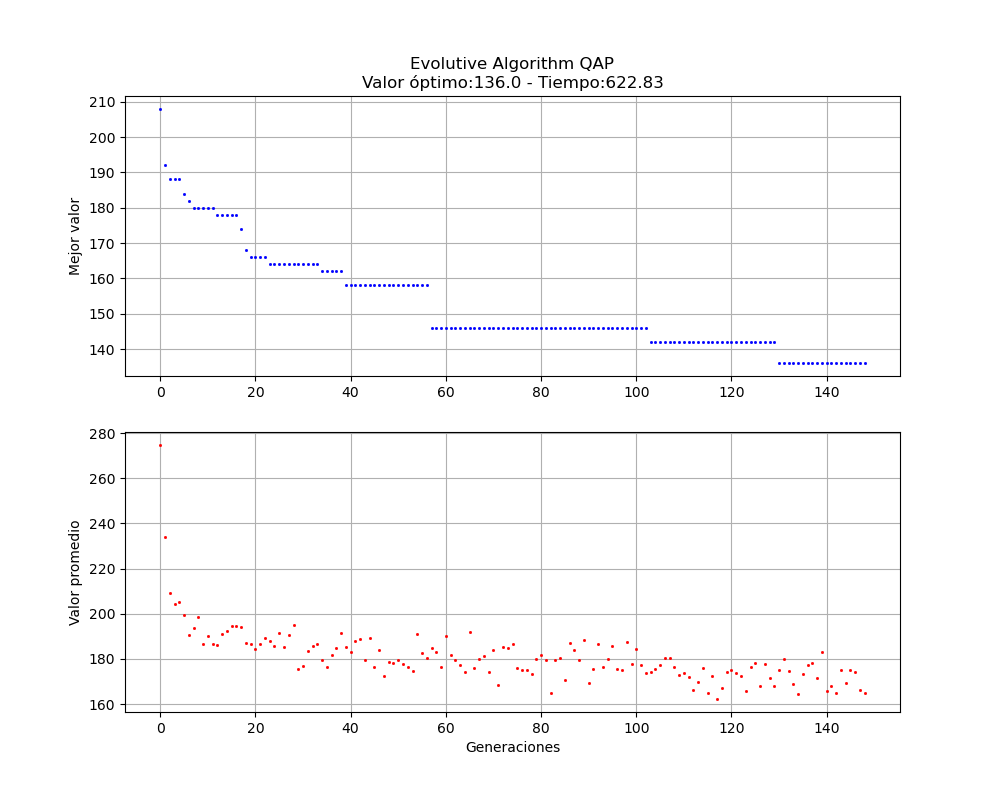 Evolutive Algorithm QAP
Valor óptimo:136.0 - Tiempo:622.83
Mejor valor
210
200
190
180
170
160
150
140
0 20 40 60 80 100 120 140
Valor promedio
280
260
240
220
200
180
160
0 20 40 60 80 100 120 140
Generaciones